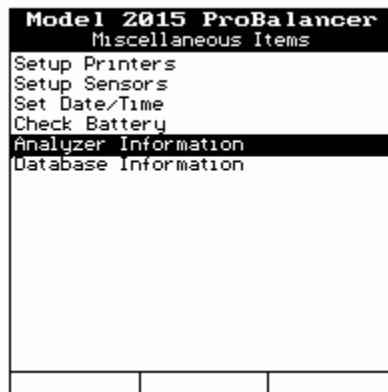 Model 2015 ProBalancer
Miscellaneous Items
Setup Printers
Setup Sensors
Set Date/Time
Check Battery
Analyzer Information
Database Information